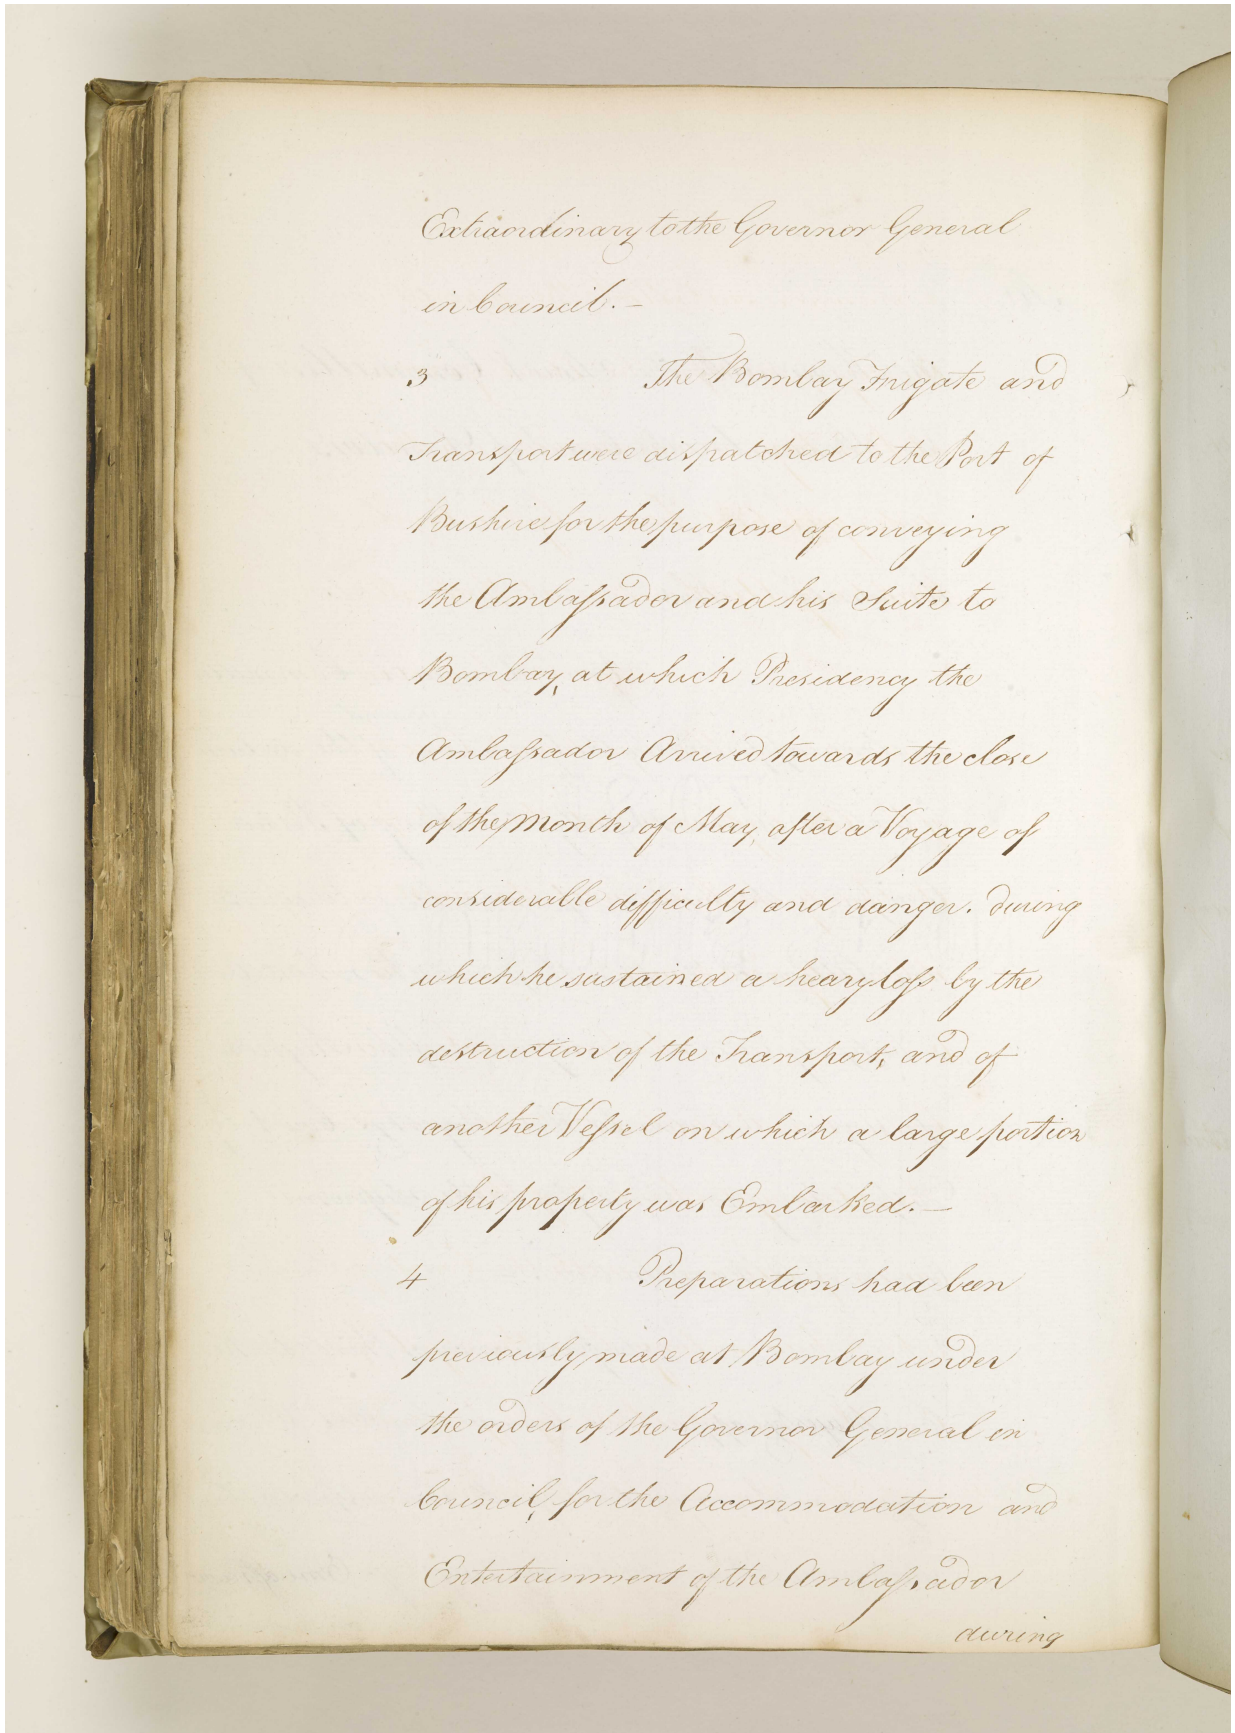 Extraordinary to the Governor General
in Council. —
3 The Bombay Frigate and
Transport were dispatched to the Port of
Bushire for the purpose of conveying
the Ambaſsador and his Suite to
Bombay, at which Presidency the
Ambaſsador Arrived towards the close
of the Month of May, after a Voyage of
considerable difficulty and danger. during
which he sustained a heavy loſs by the
destruction of the Transport, and of
another Veſsel on which a large portion
of his property was Embarked. —
4 Preparations had been
previously made at Bombay under
the orders of the Governor General in
Council, for the Accommodation and
Entertainment of the Ambaſsador
during